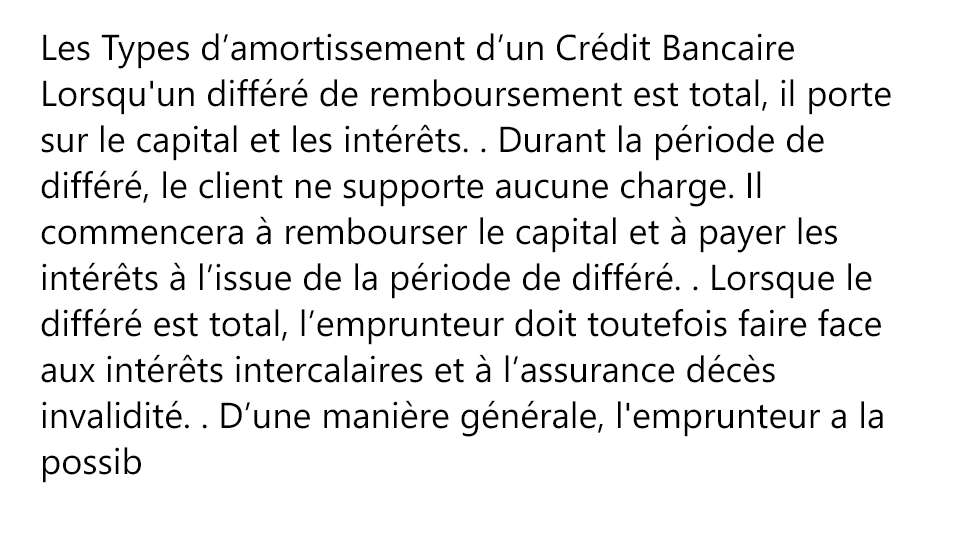 Les Types d’amortissement d’un Crédit Bancaire
Lorsqu'un différé de remboursement est total, il porte
sur le capital et les intérêts. . Durant la période de
différé, le client ne supporte aucune charge. Il
commencera à rembourser le capital et à payer les
intérêts à l’issue de la période de différé. . Lorsque le
différé est total, l’emprunteur doit toutefois faire face
aux intérêts intercalaires et à l’assurance décès
invalidité. . D’une manière générale, l'emprunteur a la
possib